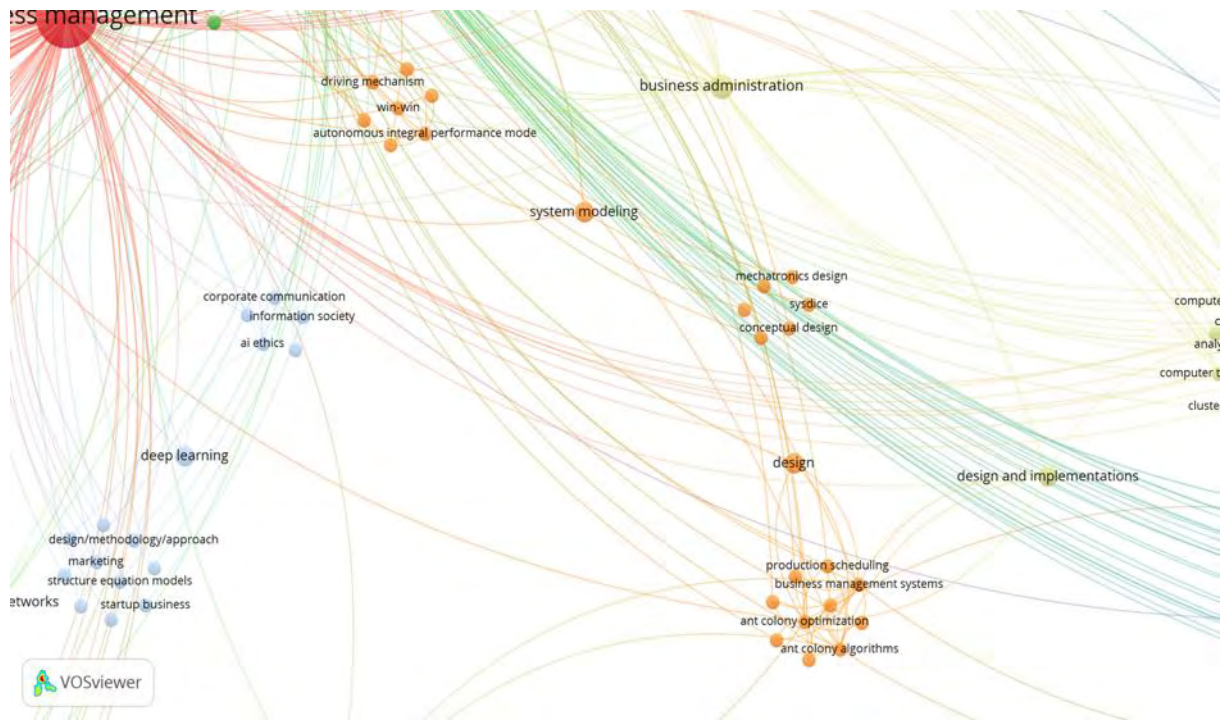 ess management
driving mechanism
business administration
win-win
autonomous integral performance mode
system modeling
mechatronics design
corporate communication
sysdice
compute
information society
conceptual design
c
ai ethics
analy
computer t
cluste
deep learning
design
design and implementations
design/methodology/approach
marketing
production scheduling
structure equation models
business management systems
etworks
startup business
ant colony optimization
ant colony algorithms
VOSviewer